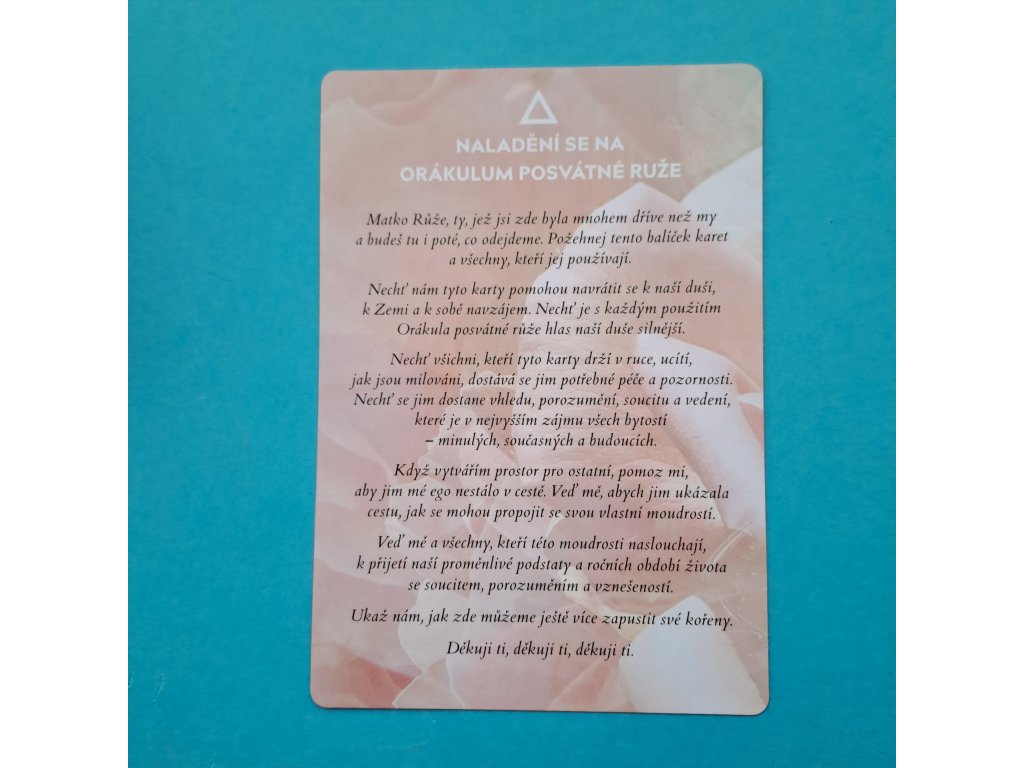 NALADĚNÍ SE NA
ORÁKULUM POSVÁTNÉ RUŽE
Matko Růže, ty, jež jsi zde byla mnohem dříve než my
a budeš tu i poté, co odejdeme. Požehnej tento balíček karet
a všechny, kteří jej používají.
Nechť nám tyto karty pomohou navrátit se k naší duši,
k Zemi a k sobě navzájem. Nechť je s každým použitím
Orákula posvátné růže hlas naší duše silnější.
Nechť všichni, kteří tyto karty drží v ruce, ucítí,
jak jsou milováni, dostává se jim potřebné péče a pozornosti.
Nechť se jim dostane vhledu, porozumění, soucitu a vedení,
které je v nejvyšším zájmu všech bytostí
– minulých, současných a budoucích.
Když vytvářím prostor pro ostatní, pomoz mi,
aby jim mé ego nestálo v cestě. Veď mě, abych jim ukázala
cestu, jak se mohou propojit se svou vlastní moudrostí.
Veď mě a všechny, kteří této moudrosti naslouchají,
k přijetí naší proměnlivé podstaty a ročních období života
se soucitem, porozuměním a vznešeností.
Ukaž nám, jak zde můžeme ještě více zapustit své kořeny.
Děkuji ti, děkuji ti, děkuji ti.